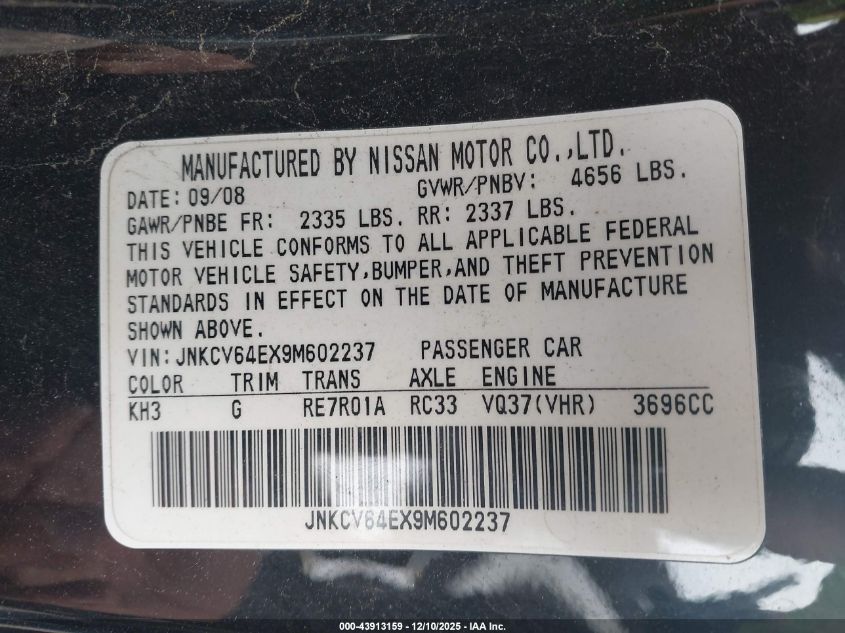 MANUFACTURED BY NISSAN MOTOR CO.,LTD.
DATE: 09/08 GVWR/PNBV: 4656 LBS.
GAWR/PNBE FR: 2335 LBS. RR: 2337 LBS.
THIS VEHICLE CONFORMS TO ALL APPLICABLE FEDERAL
MOTOR VEHICLE SAFETY,BUMPER,AND THEFT PREVENTION
STANDARDS IN EFFECT ON THE DATE OF MANUFACTURE
SHOWN ABOVE.
VIN: JNKCV64EX9M602237 PASSENGER CAR
COLOR TRIM TRANS AXLE ENGINE
KH3 G RE7R01A RC33 VQ37(VHR) 3696CC
JNKCV64EX9M602237
000-43913159 - 12/10/2025 - IAA Inc.